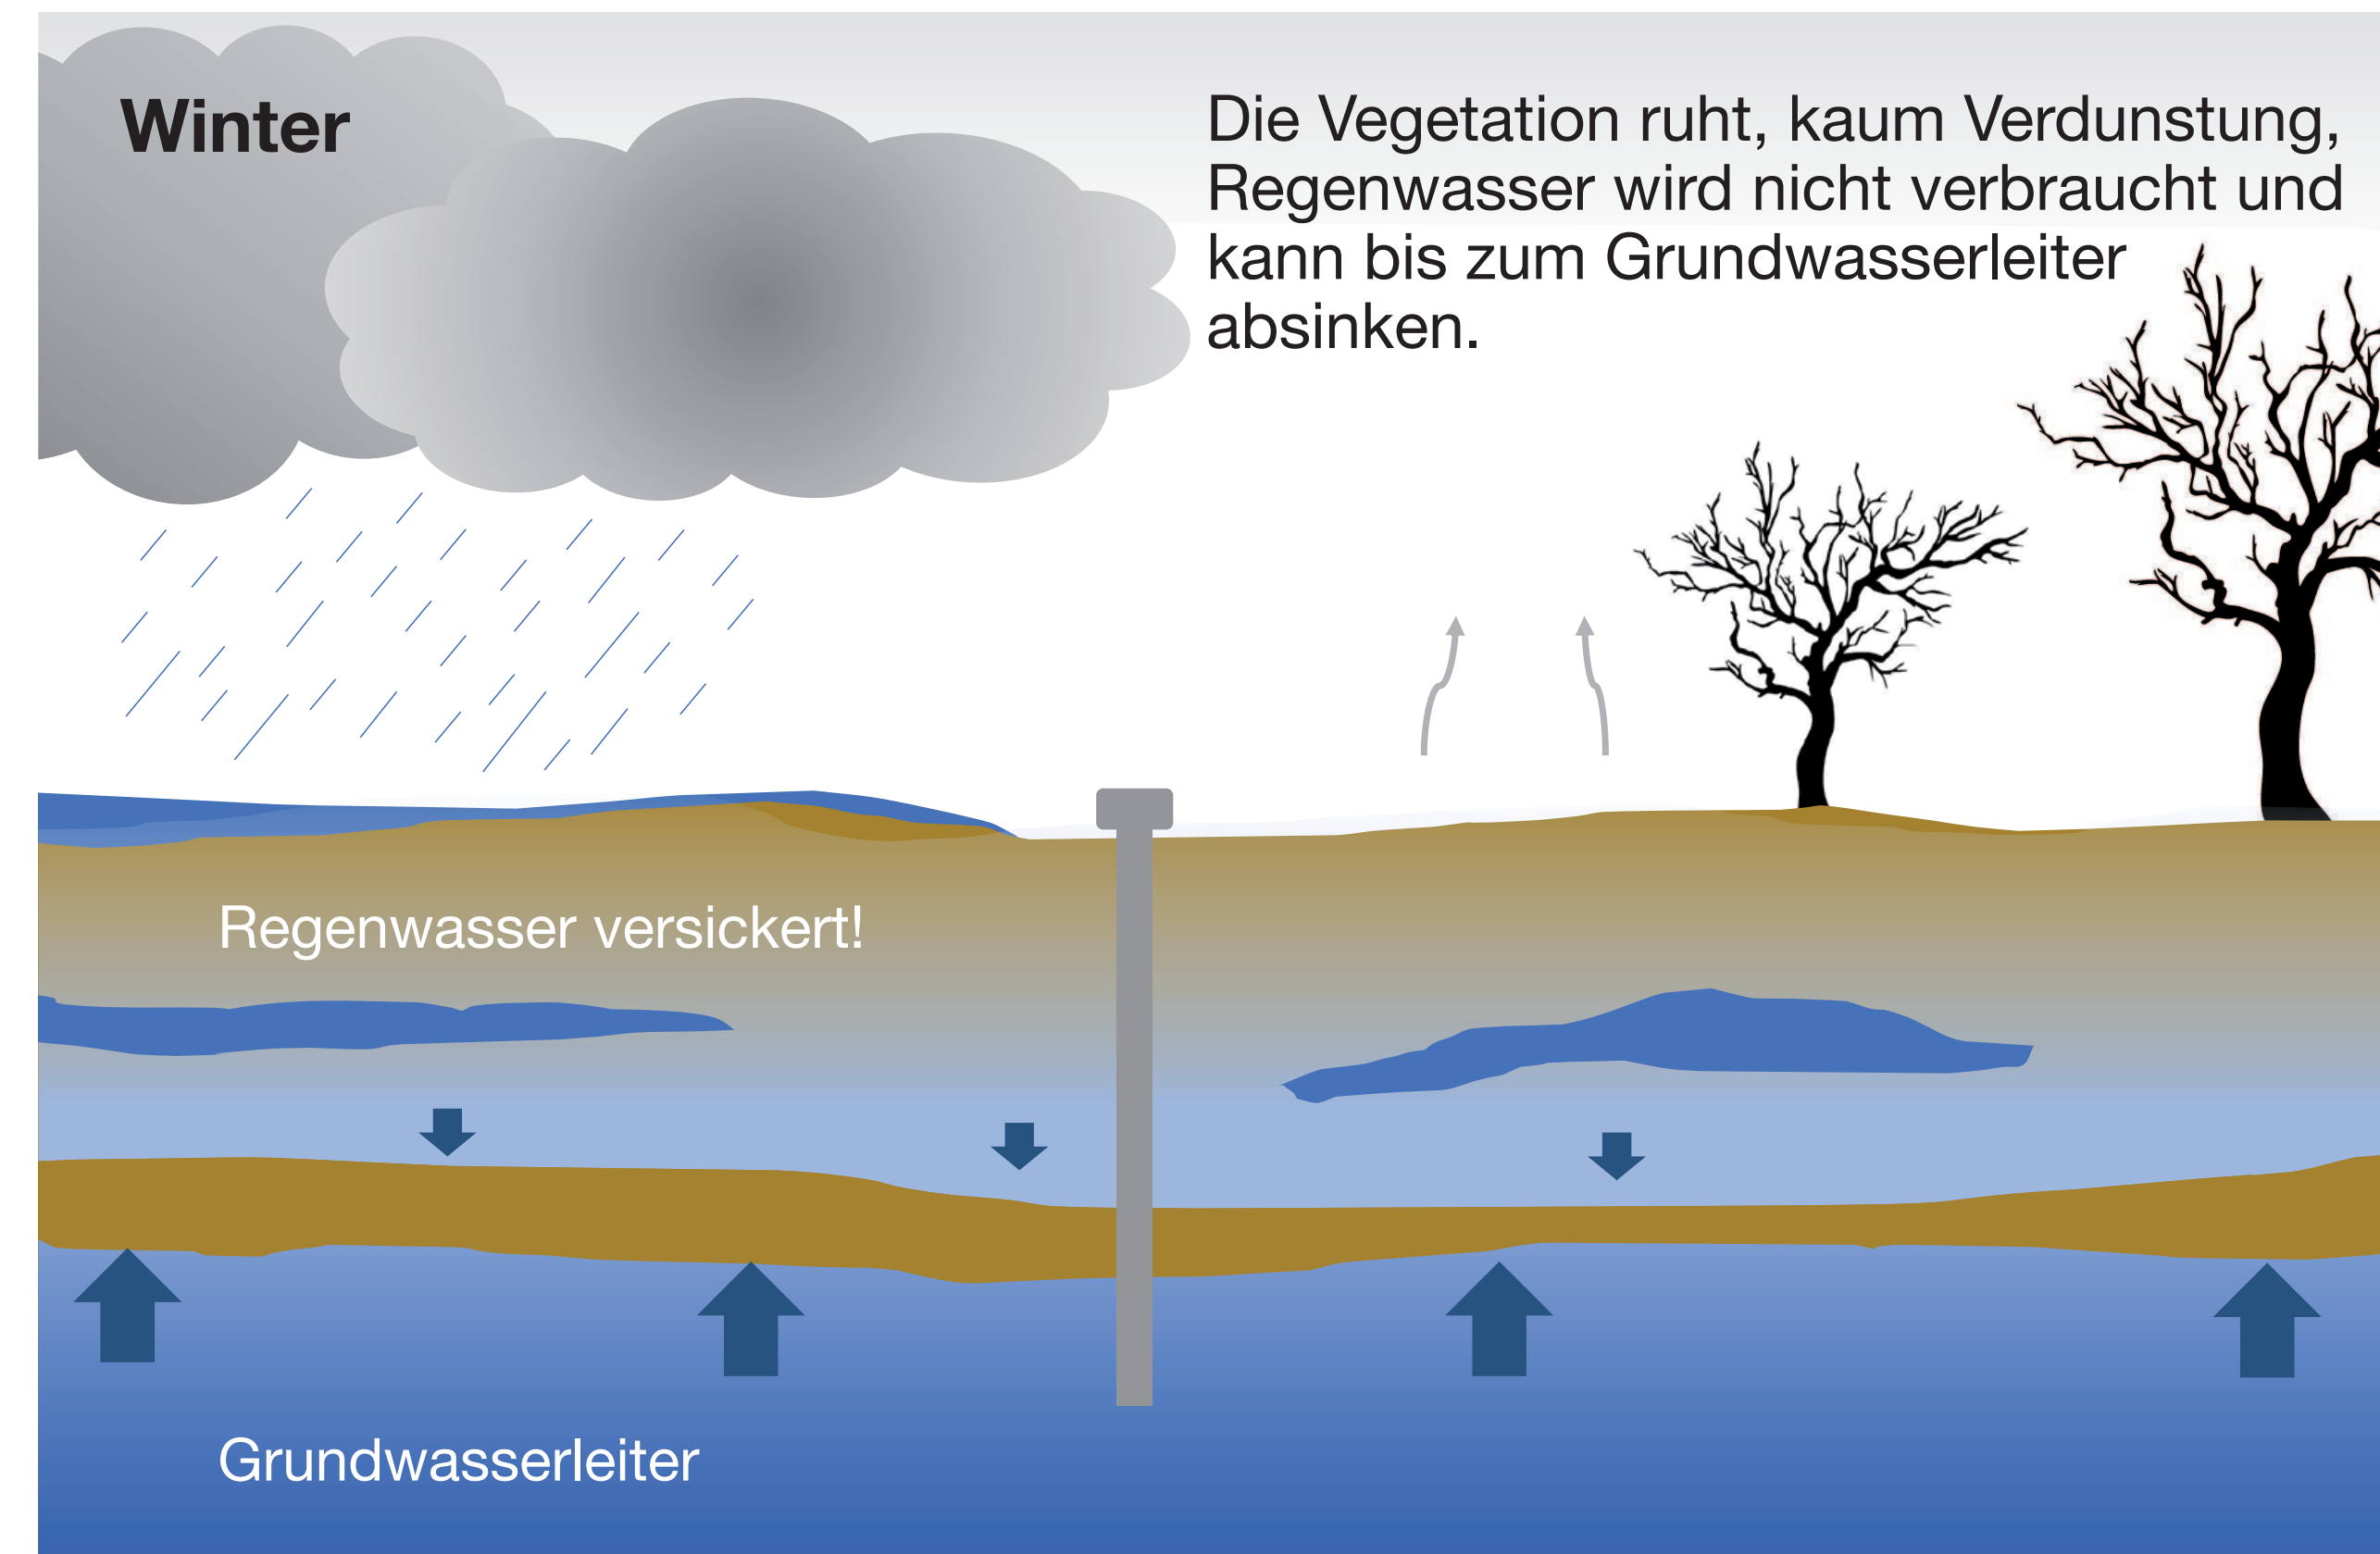 Winter
Die Vegetation ruht, kaum Verdunstung,
Regenwasser wird nicht verbraucht und
kann bis zum Grundwasserleiter
absinken.
Regenwasser versickert!
Grundwasserleiter